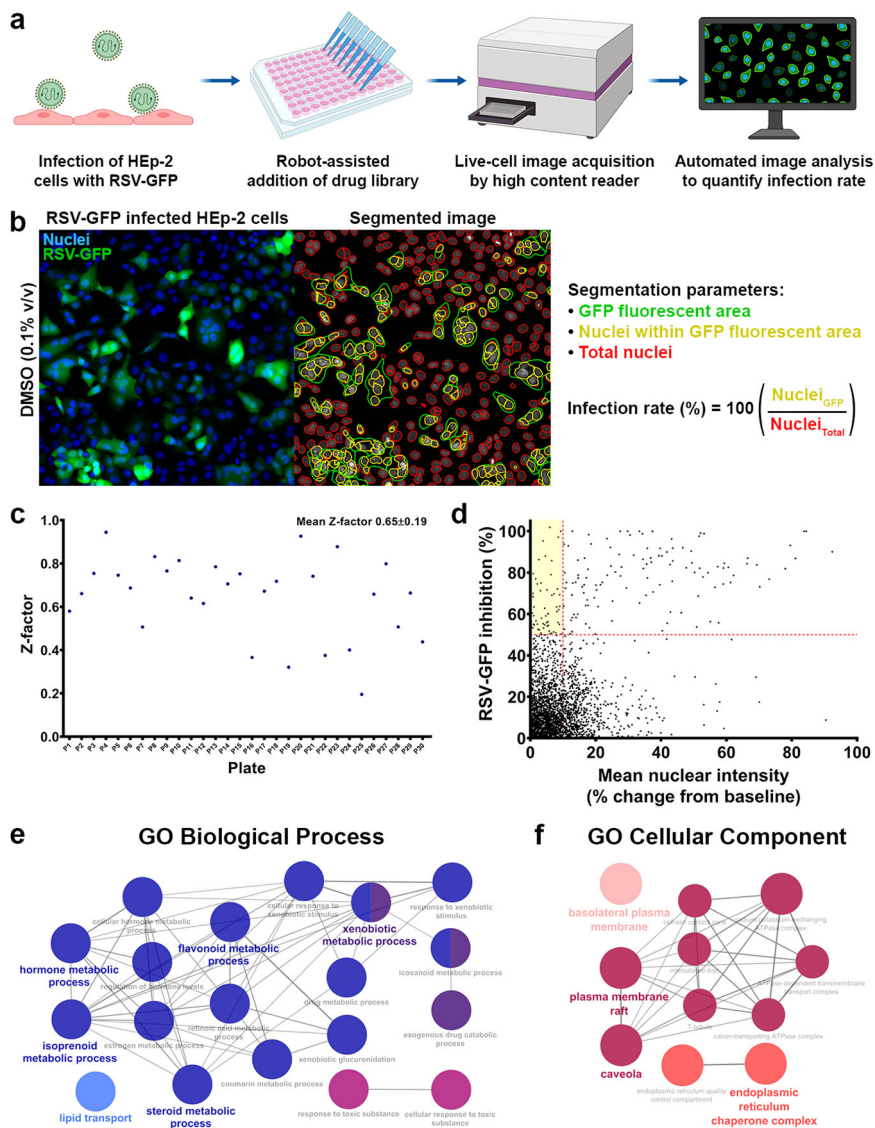 a
Infection of HEp-2
cells with RSV-GFP
Robot-assisted
addition of drug library
Live-cell image acquisition
by high content reader
Automated image analysis
to quantify infection rate
b
RSV-GFP infected HEp-2 cells
Segmented image
Nuclei
RSV-GFP
DMSO (0.1% v/v)
Segmentation parameters:
• GFP fluorescent area
• Nuclei within GFP fluorescent area
• Total nuclei
Infection rate (%) = 100 (Nuclei_GFP / Nuclei_Total)
c
Mean Z-factor 0.65±0.19
1.0
0.8
0.6
0.4
0.2
0.0
Z-factor
P1 P2 P3 P4 P5 P6 P7 P8 P9 P10 P11 P12 P13 P14 P15 P16 P17 P18 P19 P20 P21 P22 P23 P24 P25 P26 P27 P28 P29 P30
Plate
d
RSV-GFP inhibition (%)
100
80
60
40
20
0
0 20 40 60 80 100
Mean nuclear intensity
(% change from baseline)
e
GO Biological Process
cellular hormone metabolic
process
cellular response to
xenobiotic stimulus
response to xenobiotic
stimulus
xenobiotic
metabolic process
flavonoid metabolic
process
hormone metabolic
process
regulation of hormone levels
icosanoid metabolic
process
drug metabolic process
isoprenoid
metabolic process
estrogen metabolic process
retinoic acid metabolic
process
exogenous drug catabolic
process
xenobiotic glucuronidation
lipid transport
steroid metabolic
process
coumarin metabolic process
response to toxic substance
cellular response to toxic
substance
f
GO Cellular Component
basolateral plasma
membrane
cell-cell contact zone
sodium:potassium-exchanging
ATPase complex
plasma membrane
raft
intercalated disc
ATPase dependent transmembrane
transport complex
T-tubule
cation-transporting ATPase complex
caveola
endoplasmic reticulum quality
control compartment
endoplasmic
reticulum
chaperone complex